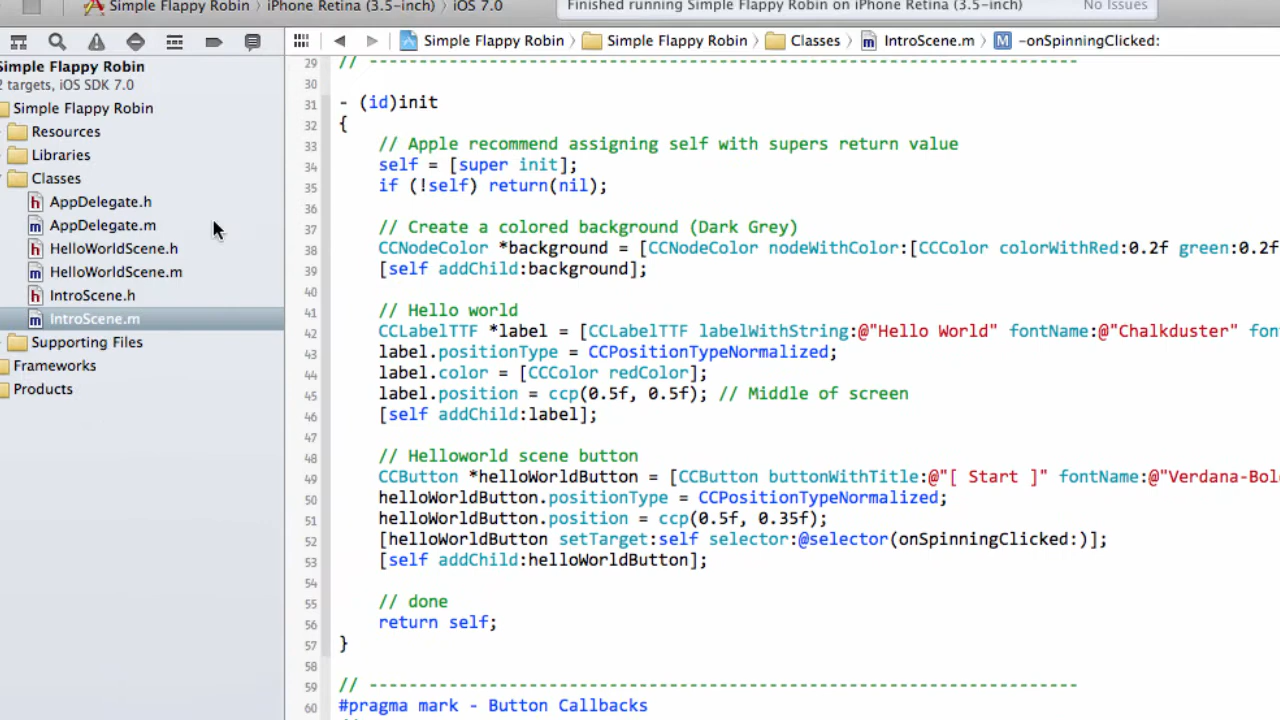 Simple Flappy Robin › iPhone Retina (3.5-inch) › iOS 7.0
Finished running Simple Flappy Robin on iPhone Retina (3.5-inch)
No Issues
Simple Flappy Robin › Simple Flappy Robin › Classes › IntroScene.m › -onSpinningClicked:
Simple Flappy Robin
2 targets, iOS SDK 7.0
Simple Flappy Robin
Resources
Libraries
Classes
AppDelegate.h
AppDelegate.m
HelloWorldScene.h
HelloWorldScene.m
IntroScene.h
IntroScene.m
Supporting Files
Frameworks
Products
29 // -----------------------------------------------------------------------
30
31 - (id)init
32 {
33 // Apple recommend assigning self with supers return value
34 self = [super init];
35 if (!self) return(nil);
36
37 // Create a colored background (Dark Grey)
38 CCNodeColor *background = [CCNodeColor nodeWithColor:[CCColor colorWithRed:0.2f green:0.2f
39 [self addChild:background];
40
41 // Hello world
42 CCLabelTTF *label = [CCLabelTTF labelWithString:@"Hello World" fontName:@"Chalkduster" fon
43 label.positionType = CCPositionTypeNormalized;
44 label.color = [CCColor redColor];
45 label.position = ccp(0.5f, 0.5f); // Middle of screen
46 [self addChild:label];
47
48 // Helloworld scene button
49 CCButton *helloWorldButton = [CCButton buttonWithTitle:@"[ Start ]" fontName:@"Verdana-Bol
50 helloWorldButton.positionType = CCPositionTypeNormalized;
51 helloWorldButton.position = ccp(0.5f, 0.35f);
52 [helloWorldButton setTarget:self selector:@selector(onSpinningClicked:)];
53 [self addChild:helloWorldButton];
54
55 // done
56 return self;
57 }
58
59 // -----------------------------------------------------------------------
60 #pragma mark - Button Callbacks